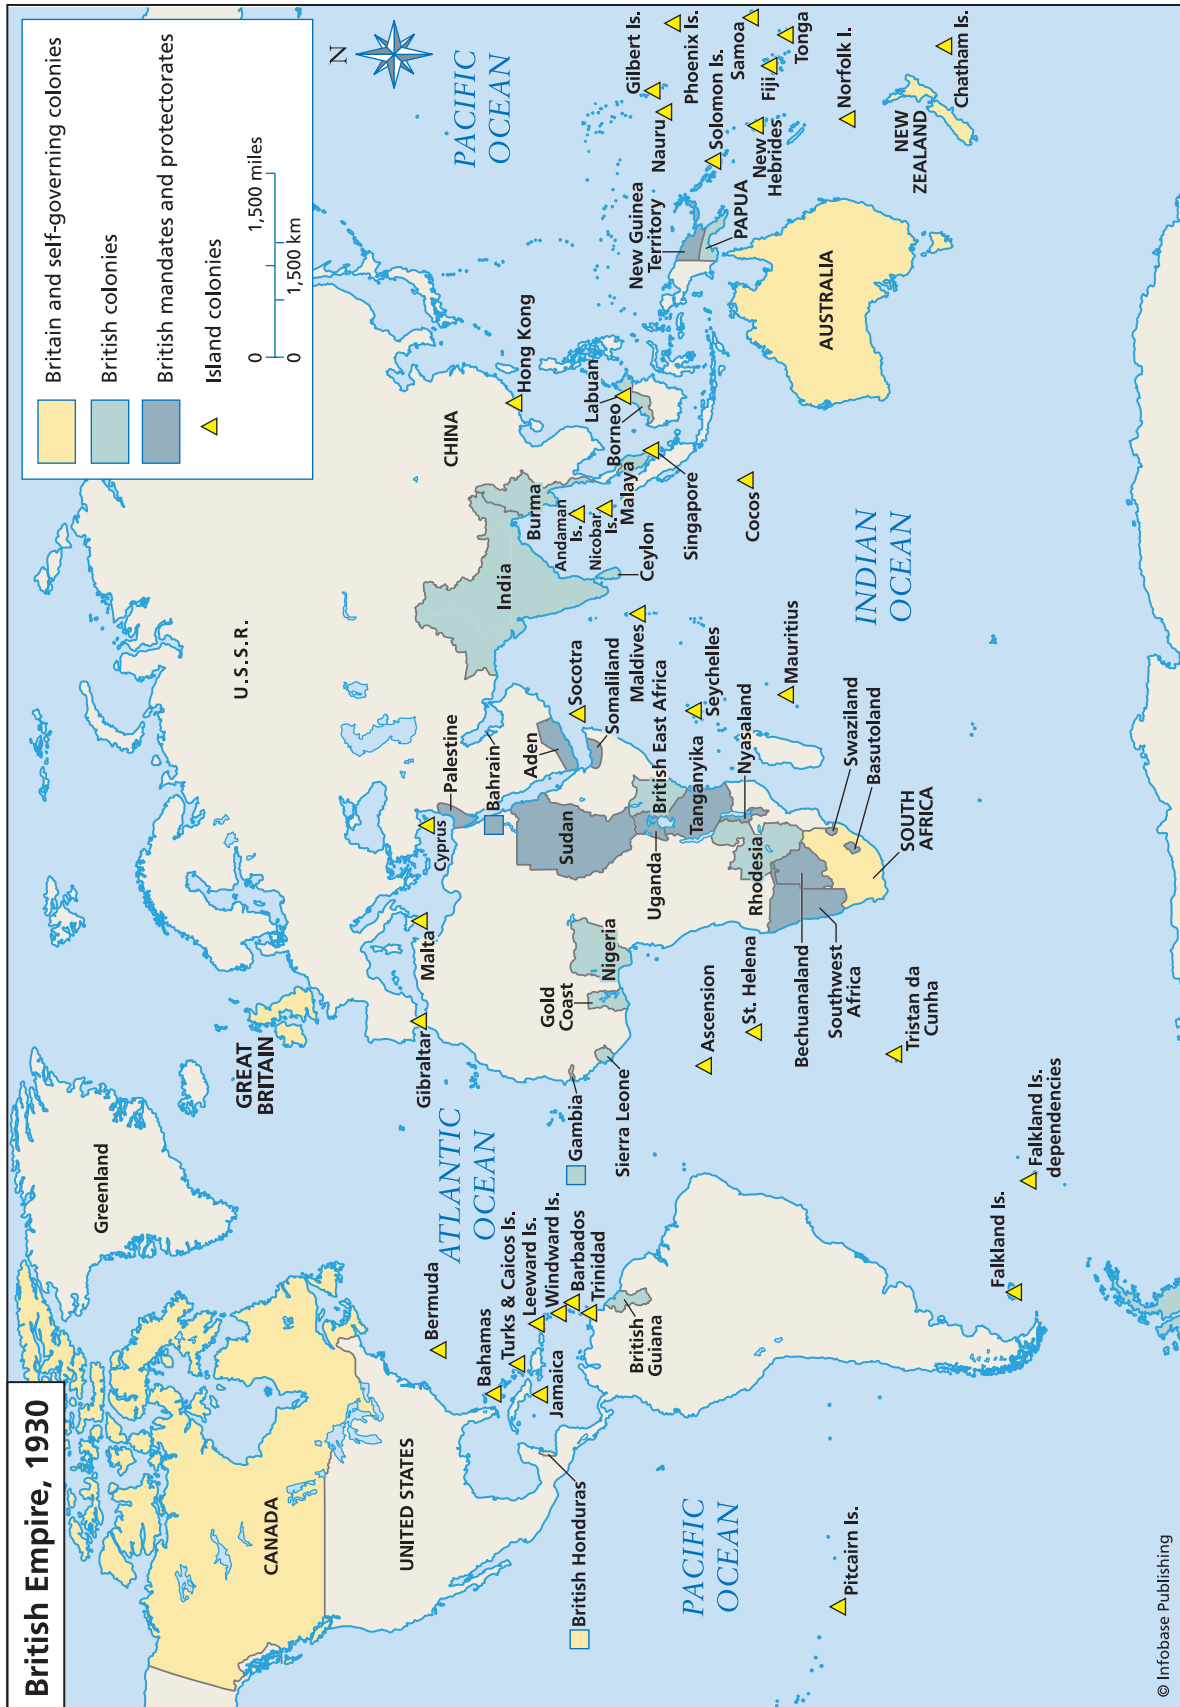 British Empire, 1930
Britain and self-governing colonies
British colonies
British mandates and protectorates
Island colonies
0
1,500 miles
0
1,500 km
N
Greenland
GREAT
BRITAIN
U.S.S.R.
CHINA
CANADA
UNITED STATES
ATLANTIC
OCEAN
PACIFIC
OCEAN
Bermuda
Bahamas
Turks & Caicos Is.
Leeward Is.
Windward Is.
Barbados
Trinidad
Jamaica
British Honduras
British
Guiana
Gibraltar
Malta
Cyprus
Palestine
Bahrain
Aden
Socotra
Somaliland
Gambia
Sierra Leone
Gold
Coast
Nigeria
Sudan
Uganda
British East Africa
Tanganyika
Nyasaland
Rhodesia
Seychelles
Mauritius
Maldives
India
Burma
Andaman
Is.
Nicobar
Is.
Ceylon
Malaya
Singapore
Hong Kong
Labuan
Borneo
Cocos
New Guinea
Territory
PAPUA
Gilbert Is.
Nauru
Phoenix Is.
Solomon Is.
Samoa
Fiji
Tonga
New
Hebrides
Norfolk I.
Chatham Is.
NEW
ZEALAND
AUSTRALIA
INDIAN
OCEAN
Ascension
St. Helena
Bechuanaland
Southwest
Africa
Swaziland
Basutoland
SOUTH
AFRICA
Tristan da
Cunha
Falkland Is.
Falkland Is.
dependencies
PACIFIC
OCEAN
Pitcairn Is.
© Infobase Publishing